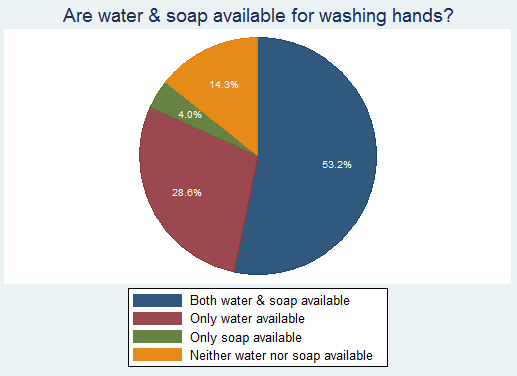 Are water & soap available for washing hands?
14.3%
4.0%
53.2%
28.6%
Both water & soap available
Only water available
Only soap available
Neither water nor soap available